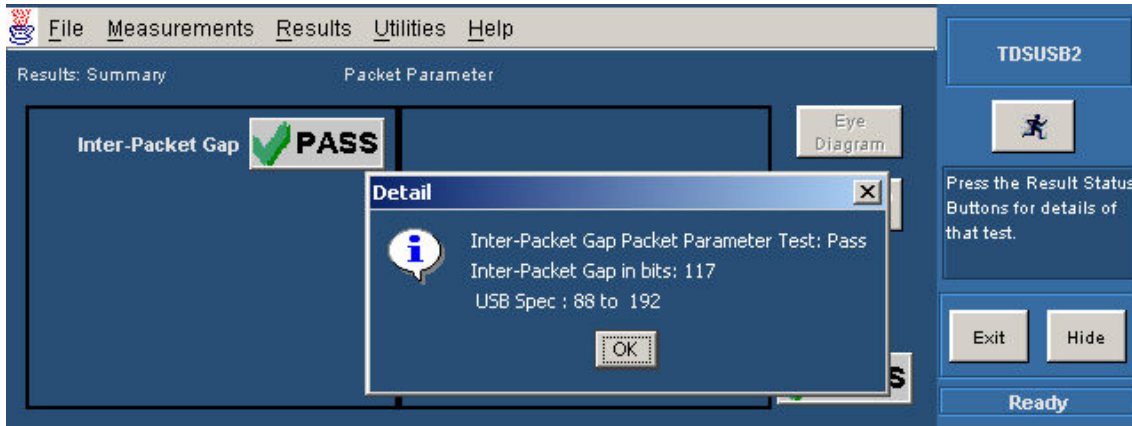 File Measurements Results Utilities Help
Results: Summary Packet Parameter
Inter-Packet Gap PASS
Eye
Diagram
Detail
Inter-Packet Gap Packet Parameter Test: Pass
Inter-Packet Gap in bits: 117
USB Spec : 88 to 192
OK
TDSUSB2
Press the Result Status
Buttons for details of
that test.
Exit Hide
Ready